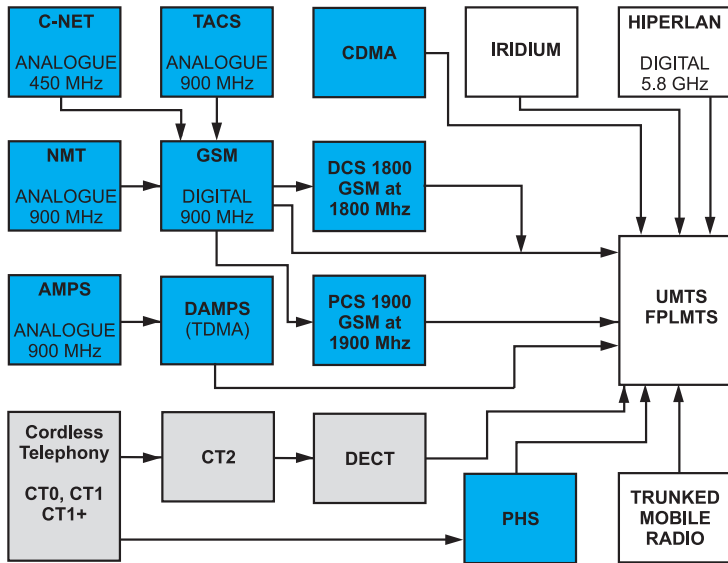 C-NET
ANALOGUE
450 MHz
TACS
ANALOGUE
900 MHz
CDMA
IRIDIUM
HIPERLAN
DIGITAL
5.8 GHz
NMT
ANALOGUE
900 MHz
GSM
DIGITAL
900 MHz
DCS 1800
GSM at
1800 Mhz
AMPS
ANALOGUE
900 MHz
DAMPS
(TDMA)
PCS 1900
GSM at
1900 Mhz
UMTS
FPLMTS
Cordless
Telephony
CT0, CT1
CT1+
CT2
DECT
PHS
TRUNKED
MOBILE
RADIO